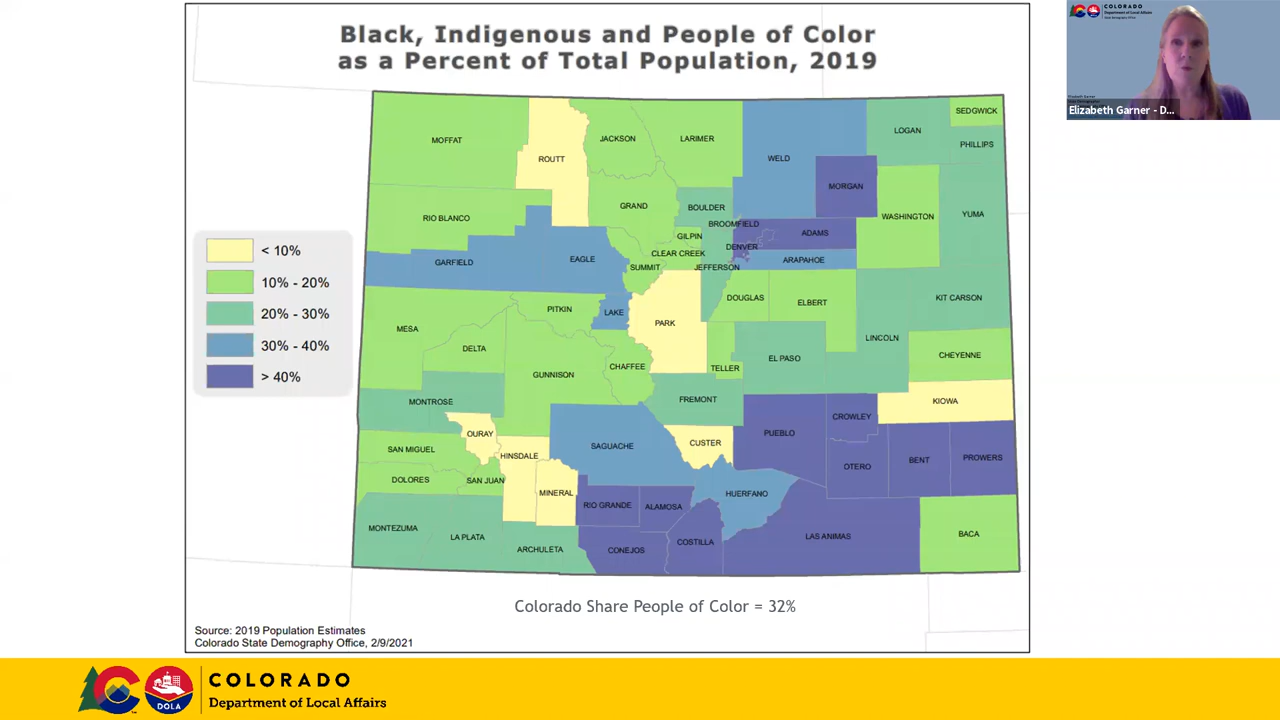 Black, Indigenous and People of Color
as a Percent of Total Population, 2019
COLORADO
Department of Local Affairs
Elizabeth Garner - D...
SEDGWICK
LOGAN
MOFFAT
JACKSON
LARIMER
PHILLIPS
ROUTT
WELD
MORGAN
GRAND
BOULDER
RIO BLANCO
WASHINGTON
YUMA
BROOMFIELD
GILPIN
ADAMS
DENVER
CLEAR CREEK
GARFIELD
EAGLE
ARAPAHOE
SUMMIT
JEFFERSON
< 10%
10% - 20%
20% - 30%
30% - 40%
> 40%
DOUGLAS
ELBERT
KIT CARSON
PITKIN
LAKE
PARK
MESA
LINCOLN
DELTA
CHEYENNE
EL PASO
CHAFFEE
TELLER
GUNNISON
MONTROSE
FREMONT
KIOWA
CROWLEY
OURAY
PUEBLO
CUSTER
SAGUACHE
SAN MIGUEL
HINSDALE
PROWERS
BENT
OTERO
DOLORES
SAN JUAN
MINERAL
HUERFANO
RIO GRANDE
ALAMOSA
MONTEZUMA
LA PLATA
BACA
LAS ANIMAS
COSTILLA
ARCHULETA
CONEJOS
Colorado Share People of Color = 32%
Source: 2019 Population Estimates
Colorado State Demography Office, 2/9/2021
DOLA
COLORADO
Department of Local Affairs